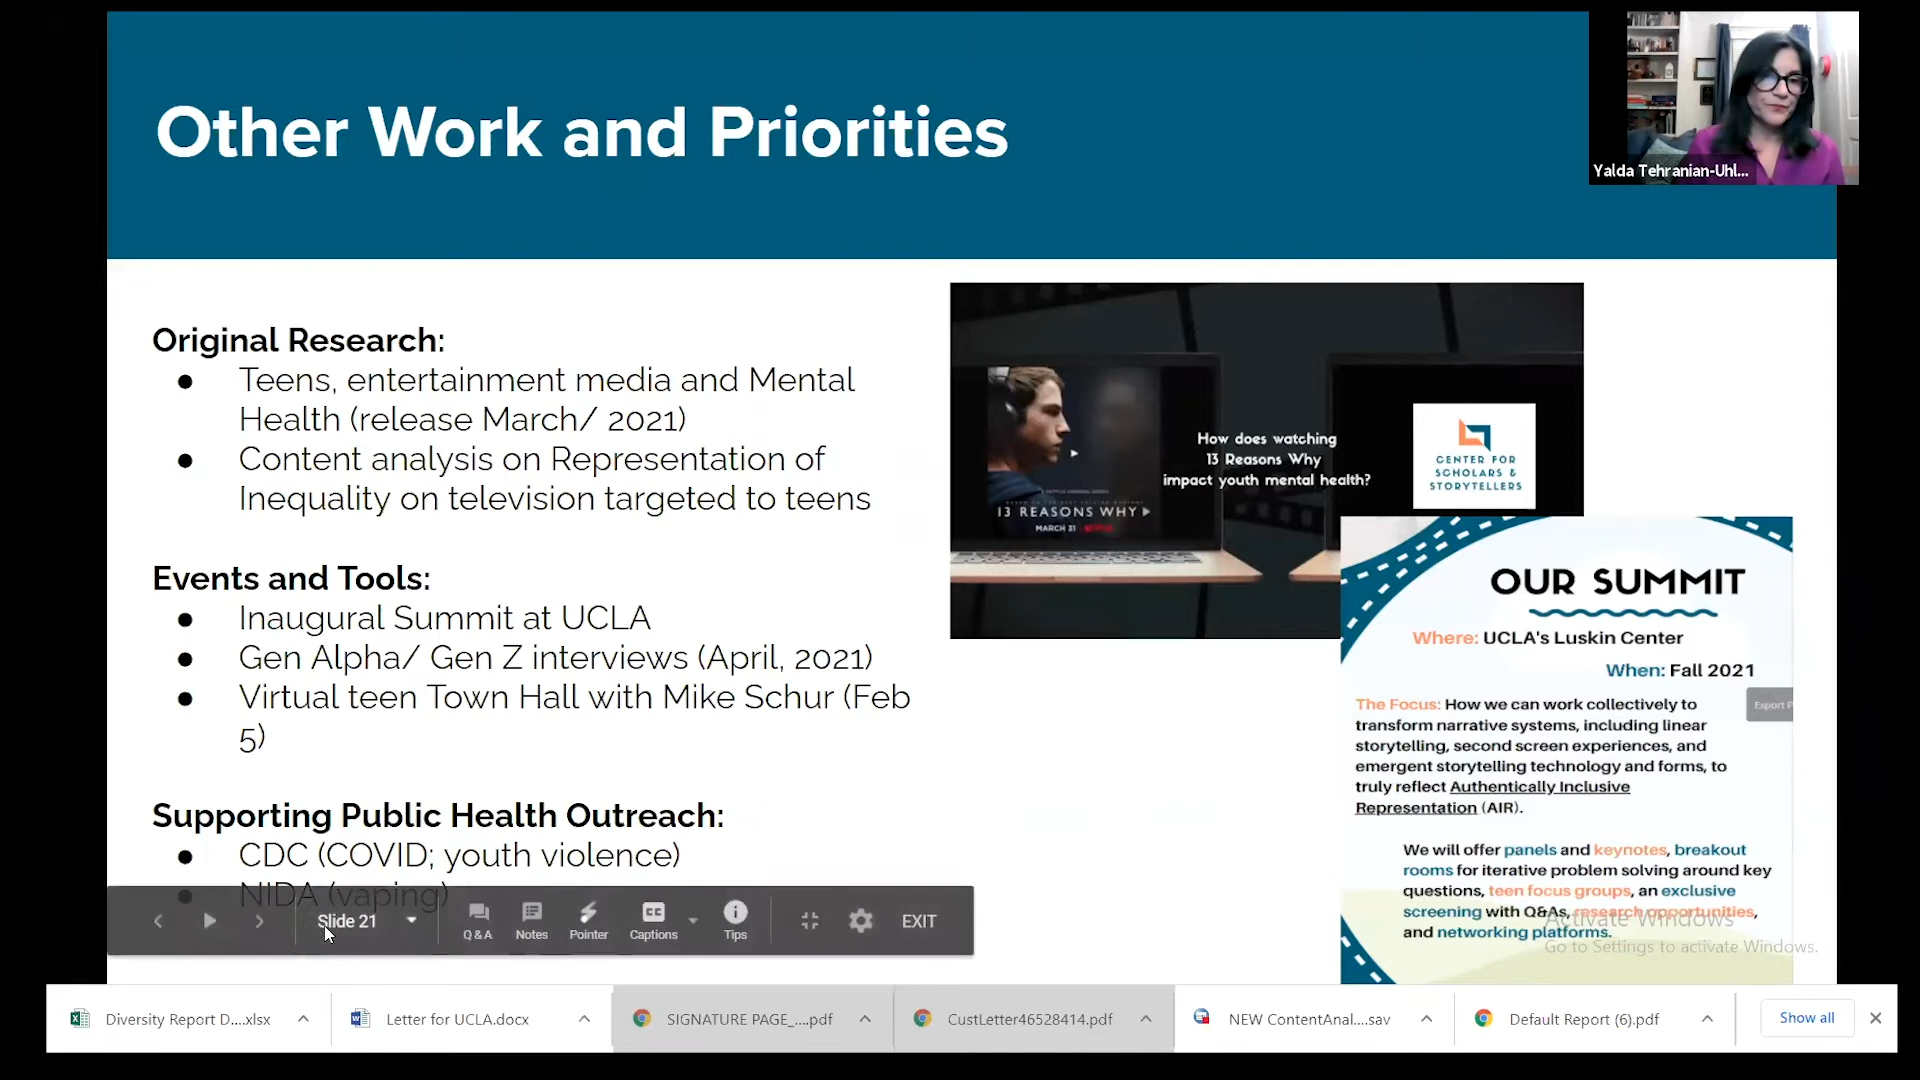 Other Work and Priorities
Yalda Tehranian-Uhl...
Original Research:
● Teens, entertainment media and Mental
Health (release March/ 2021)
● Content analysis on Representation of
Inequality on television targeted to teens
Events and Tools:
● Inaugural Summit at UCLA
● Gen Alpha/ Gen Z interviews (April, 2021)
● Virtual teen Town Hall with Mike Schur (Feb
5)
Supporting Public Health Outreach:
● CDC (COVID; youth violence)
● NIDA (vaping)
How does watching
13 Reasons Why
impact youth mental health?
13 REASONS WHY
MARCH 31 NETFLIX
CENTER FOR
SCHOLARS &
STORYTELLERS
OUR SUMMIT
Where: UCLA's Luskin Center
When: Fall 2021
Export P
The Focus: How we can work collectively to
transform narrative systems, including linear
storytelling, second screen experiences, and
emergent storytelling technology and forms, to
truly reflect Authentically Inclusive
Representation (AIR).
We will offer panels and keynotes, breakout
rooms for iterative problem solving around key
questions, teen focus groups, an exclusive
screening with Q&As, research opportunities,
and networking platforms.
Activate Windows
Go to Settings to activate Windows.
Slide 21
Q&A
Notes
Pointer
CC
Captions
Tips
EXIT
Diversity Report D....xlsx
Letter for UCLA.docx
SIGNATURE PAGE_....pdf
CustLetter46528414.pdf
NEW ContentAnal....sav
Default Report (6).pdf
Show all